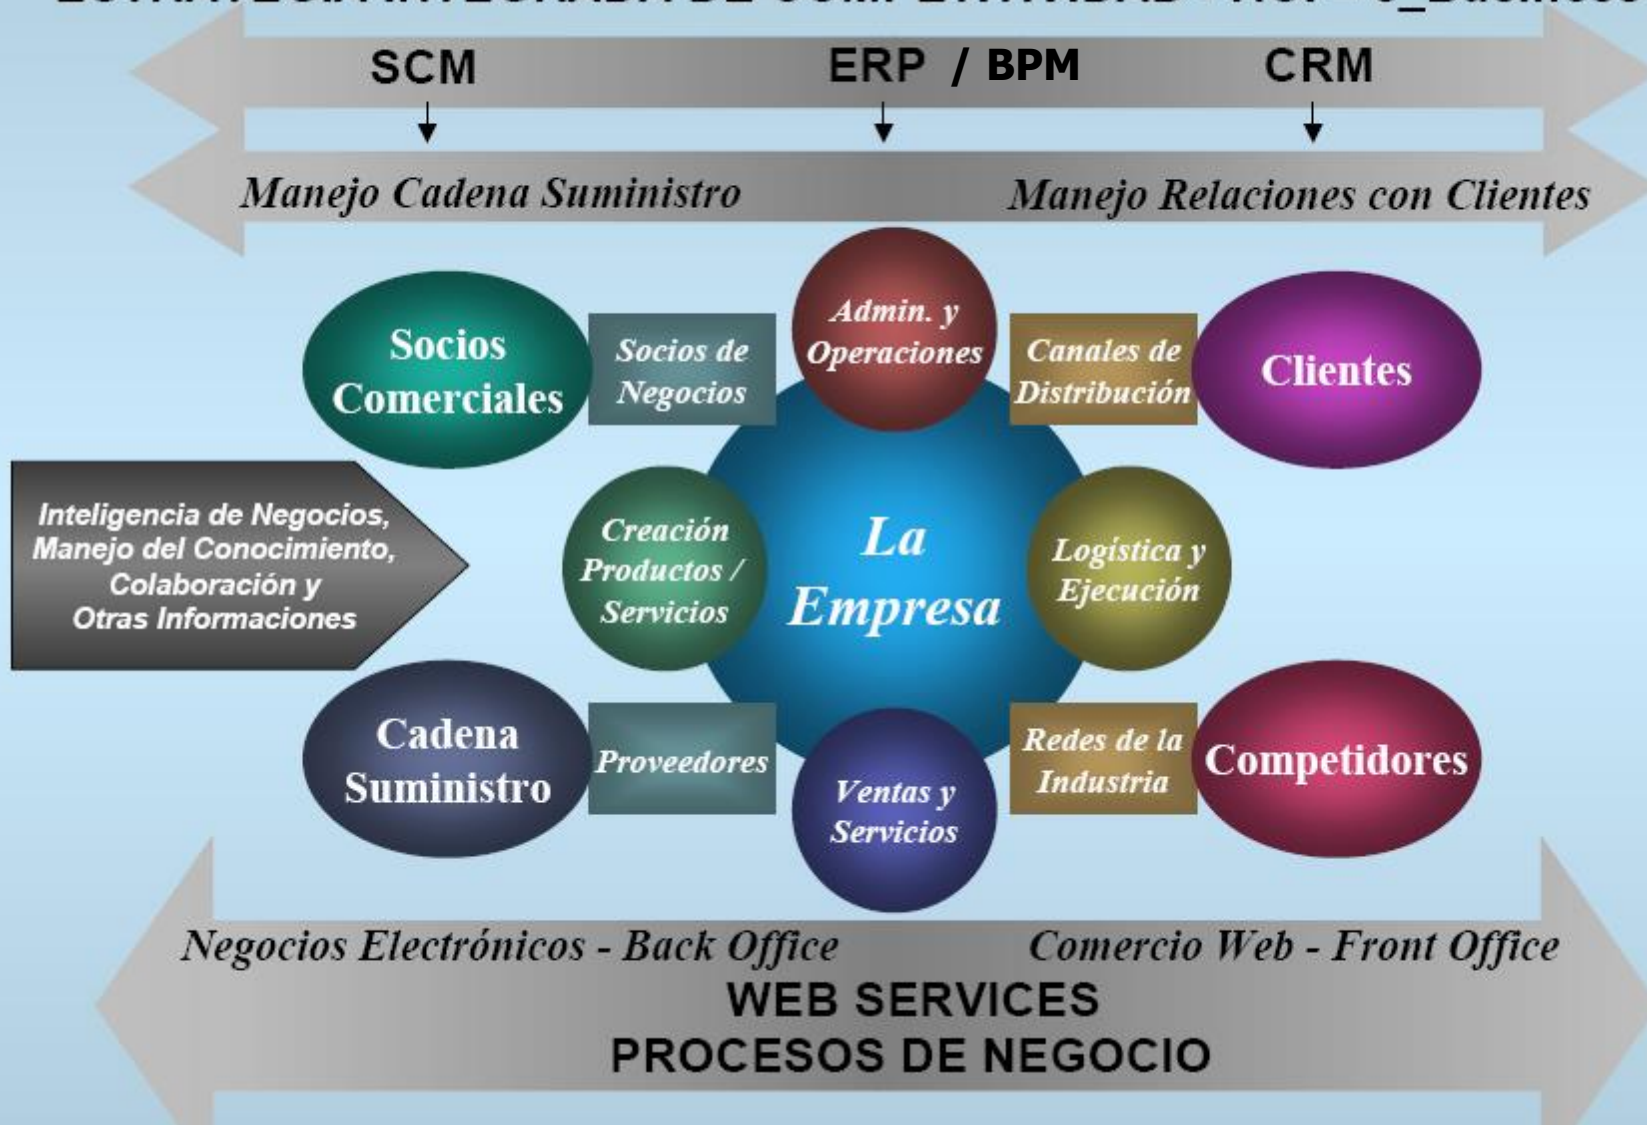 SCM ERP / BPM CRM
Manejo Cadena Suministro
Manejo Relaciones con Clientes
Socios
Comerciales
Socios de
Negocios
Admin. y
Operaciones
Canales de
Distribución
Clientes
Inteligencia de Negocios,
Manejo del Conocimiento,
Colaboración y
Otras Informaciones
Creación
Productos /
Servicios
La
Empresa
Logística y
Ejecución
Cadena
Suministro
Proveedores
Ventas y
Servicios
Redes de la
Industria
Competidores
Negocios Electrónicos - Back Office
Comercio Web - Front Office
WEB SERVICES
PROCESOS DE NEGOCIO